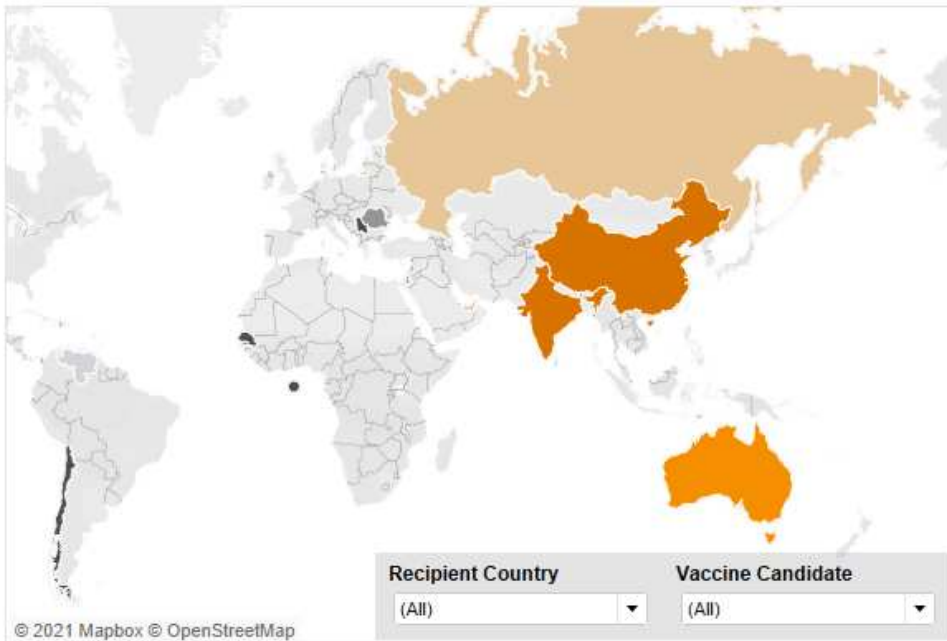 Recipient Country
Vaccine Candidate
(All)
(All)
© 2021 Mapbox © OpenStreetMap